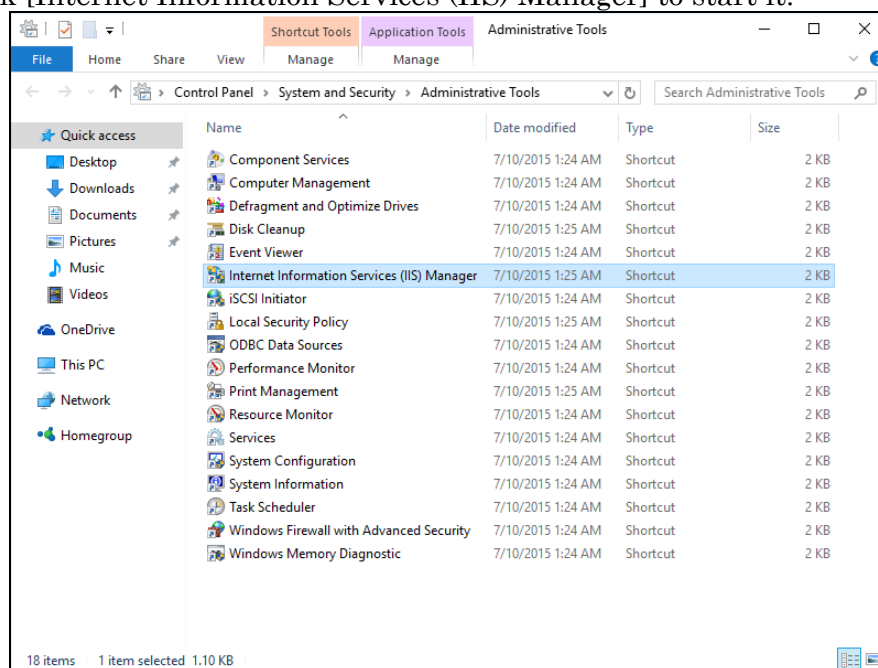 [Internet Information Services (IIS) Manager] to start it.
Shortcut Tools Application Tools Administrative Tools
File Home Share View Manage Manage
Control Panel > System and Security > Administrative Tools Search Administrative Tools
Quick access
Desktop
Downloads
Documents
Pictures
Music
Videos
OneDrive
This PC
Network
Homegroup
Name Date modified Type Size
Component Services 7/10/2015 1:24 AM Shortcut 2 KB
Computer Management 7/10/2015 1:24 AM Shortcut 2 KB
Defragment and Optimize Drives 7/10/2015 1:24 AM Shortcut 2 KB
Disk Cleanup 7/10/2015 1:25 AM Shortcut 2 KB
Event Viewer 7/10/2015 1:24 AM Shortcut 2 KB
Internet Information Services (IIS) Manager 7/10/2015 1:25 AM Shortcut 2 KB
iSCSI Initiator 7/10/2015 1:24 AM Shortcut 2 KB
Local Security Policy 7/10/2015 1:25 AM Shortcut 2 KB
ODBC Data Sources 7/10/2015 1:24 AM Shortcut 2 KB
Performance Monitor 7/10/2015 1:24 AM Shortcut 2 KB
Print Management 7/10/2015 1:25 AM Shortcut 2 KB
Resource Monitor 7/10/2015 1:24 AM Shortcut 2 KB
Services 7/10/2015 1:24 AM Shortcut 2 KB
System Configuration 7/10/2015 1:24 AM Shortcut 2 KB
System Information 7/10/2015 1:24 AM Shortcut 2 KB
Task Scheduler 7/10/2015 1:24 AM Shortcut 2 KB
Windows Firewall with Advanced Security 7/10/2015 1:24 AM Shortcut 2 KB
Windows Memory Diagnostic 7/10/2015 1:24 AM Shortcut 2 KB
18 items 1 item selected 1.10 KB